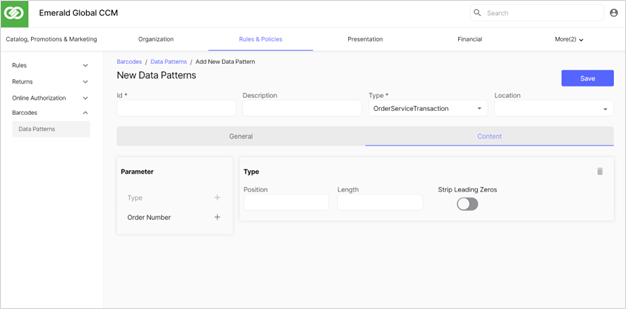 Emerald Global CCM
Search
Catalog, Promotions & Marketing Organization Rules & Policies Presentation Financial More(2)
Rules
Returns
Online Authorization
Barcodes
Data Patterns
Barcodes / Data Patterns / Add New Data Pattern
New Data Patterns
Save
Id * Description Type * Location
OrderServiceTransaction
General Content
Parameter
Type
Order Number
Type
Position Length Strip Leading Zeros